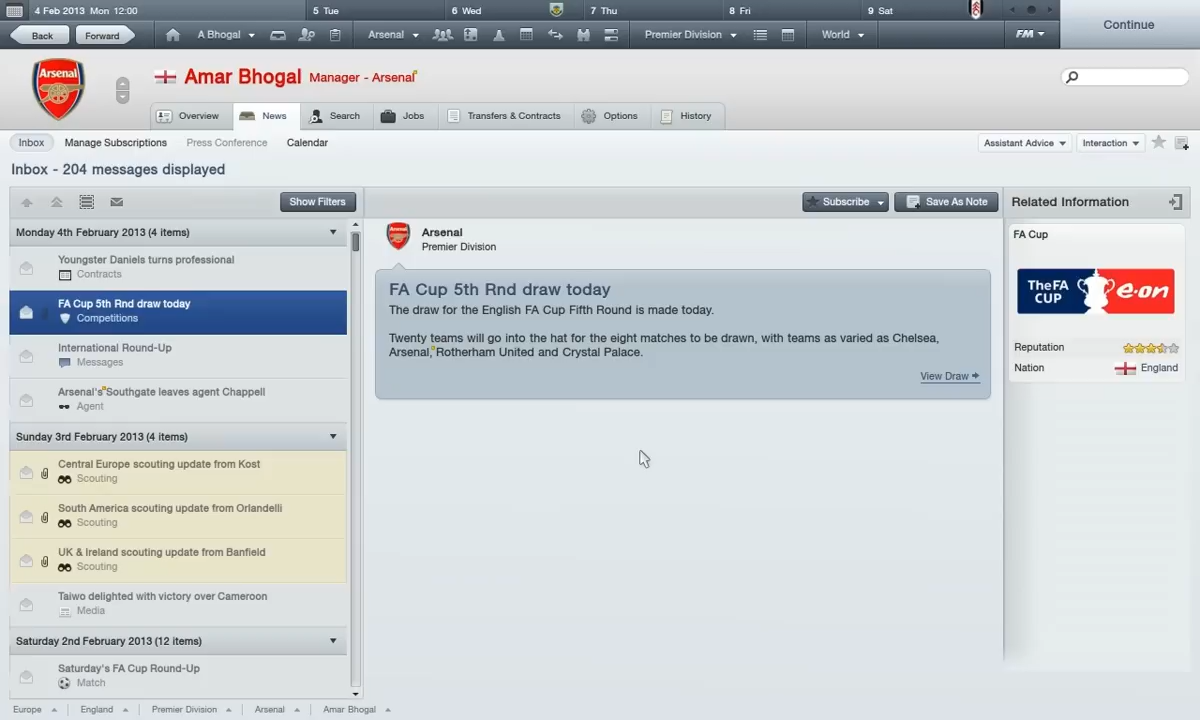 4 Feb 2013 Mon 12:00
5 Tue
6 Wed
7 Thu
8 Fri
9 Sat
Continue
Back
Forward
A Bhogal
Arsenal
Premier Division
World
FM
Arsenal
Amar Bhogal Manager - Arsenal
Overview
News
Search
Jobs
Transfers & Contracts
Options
History
Inbox
Manage Subscriptions
Press Conference
Calendar
Assistant Advice
Interaction
Inbox - 204 messages displayed
Show Filters
Subscribe
Save As Note
Related Information
Monday 4th February 2013 (4 items)
Youngster Daniels turns professional
Contracts
FA Cup 5th Rnd draw today
Competitions
International Round-Up
Messages
Arsenal's Southgate leaves agent Chappell
Agent
Sunday 3rd February 2013 (4 items)
Central Europe scouting update from Kost
Scouting
South America scouting update from Orlandelli
Scouting
UK & Ireland scouting update from Banfield
Scouting
Taiwo delighted with victory over Cameroon
Media
Saturday 2nd February 2013 (12 items)
Saturday's FA Cup Round-Up
Match
Arsenal
Premier Division
FA Cup 5th Rnd draw today
The draw for the English FA Cup Fifth Round is made today.
Twenty teams will go into the hat for the eight matches to be drawn, with teams as varied as Chelsea,
Arsenal, Rotherham United and Crystal Palace.
View Draw
FA Cup
The FA
CUP
e·on
Reputation
Nation
England
Europe
England
Premier Division
Arsenal
Amar Bhogal